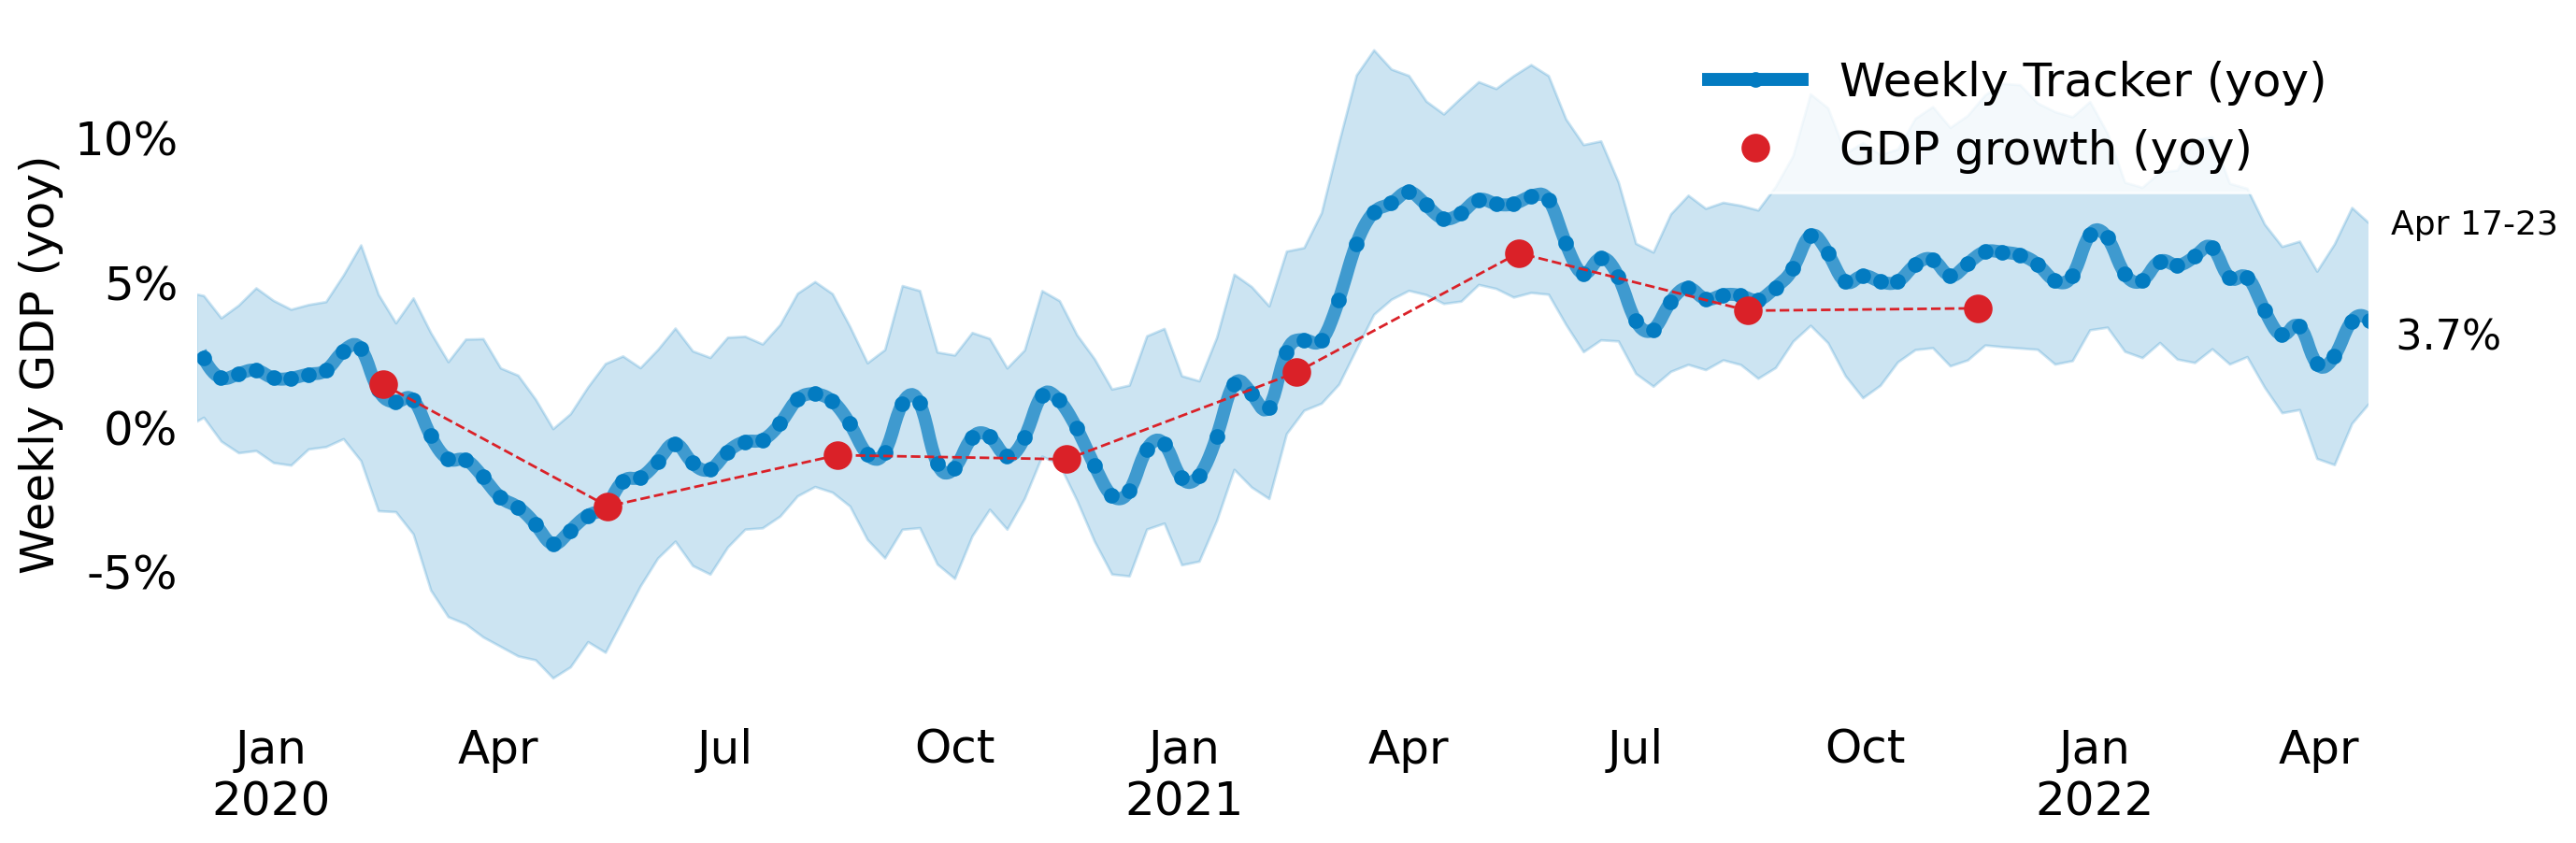 Weekly Tracker (yoy)
GDP growth (yoy)
Weekly GDP (yoy)
10%
5%
0%
-5%
Apr 17-23
3.7%
Jan Apr Jul Oct Jan Apr Jul Oct Jan Apr
2020 2021 2022